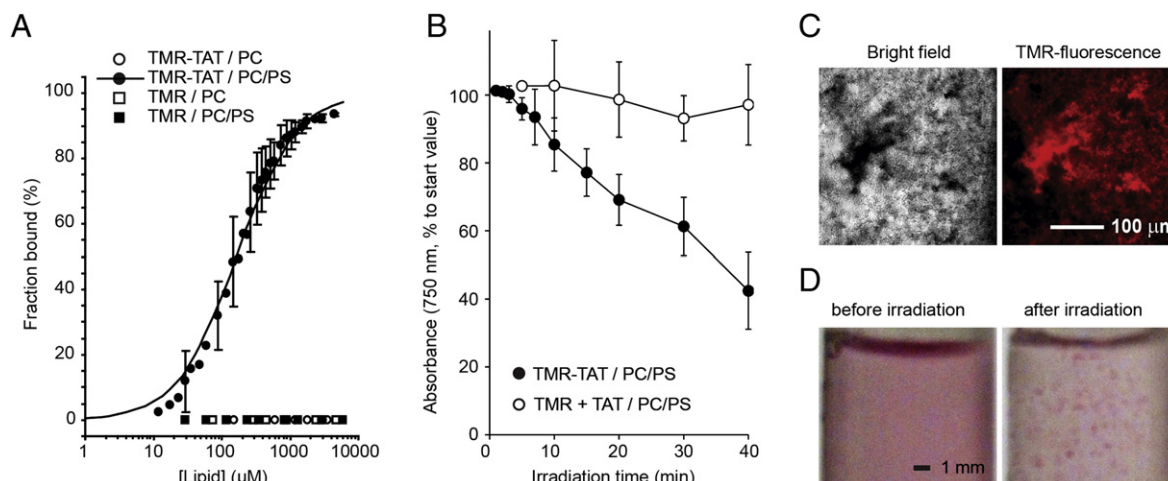 A
TMR-TAT / PC
TMR-TAT / PC/PS
TMR / PC
TMR / PC/PS
Fraction bound (%)
100
80
60
40
20
0
1
10
100
1000
10000
[Lipid] (µM)
B
Absorbance (750 nm, % to start value)
100
80
60
40
0
TMR-TAT / PC/PS
TMR + TAT / PC/PS
0
10
20
30
40
Irradiation time (min)
C
Bright field
TMR-fluorescence
100 µm
D
before irradiation
after irradiation
1 mm